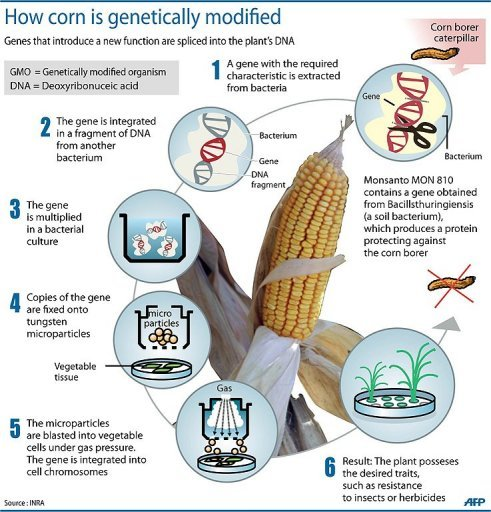 How corn is genetically modified
Genes that introduce a new function are spliced into the plant's DNA
GMO = Genetically modified organism
DNA = Deoxyribonuceic acid
Corn borer
caterpillar
1 A gene with the required
characteristic is extracted
from bacteria
Gene
Bacterium
Monsanto MON 810
contains a gene obtained
from Bacillsthuringiensis
(a soil bacterium),
which produces a protein
protecting against
the corn borer
2 The gene is integrated
in a fragment of DNA
from another
bacterium
Bacterium
Gene
DNA
fragment
3 The gene
is multiplied
in a bacterial
culture
4 Copies of the gene
are fixed onto
tungsten
microparticles
micro
particles
Vegetable
tissue
5 The microparticles
are blasted into vegetable
cells under gas pressure.
The gene is integrated into
cell chromosomes
Gas
6 Result: The plant posseses
the desired traits,
such as resistance
to insects or herbicides
Source : INRA
AFP